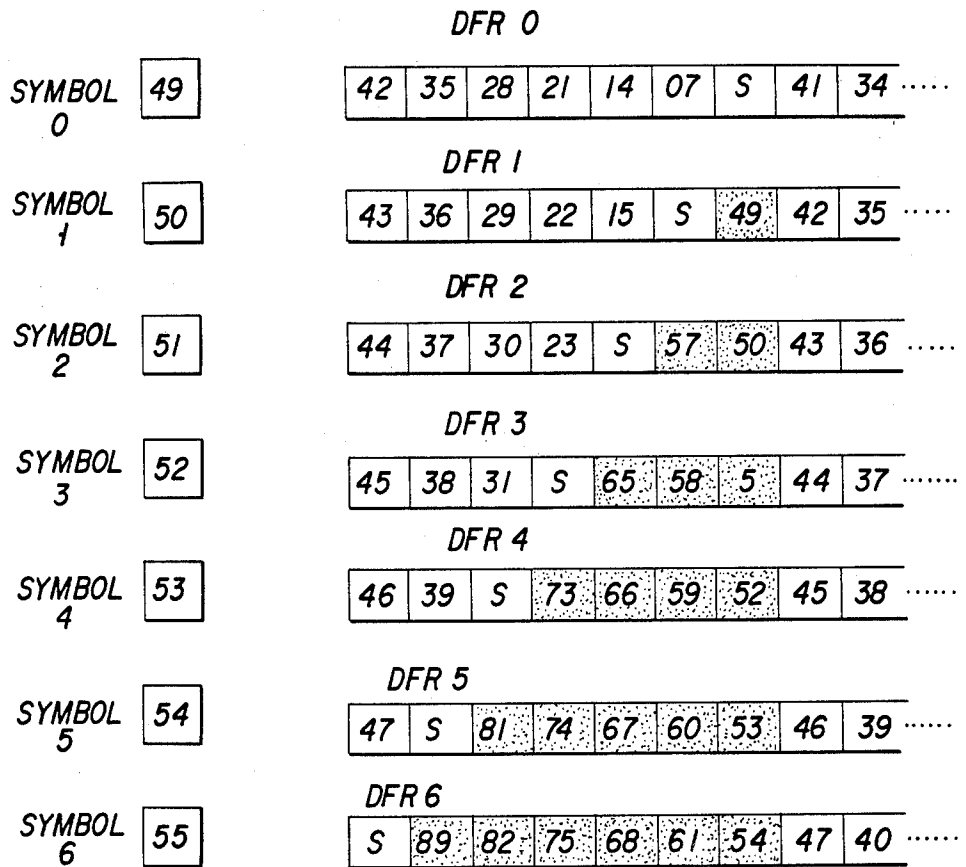 DFR 0
SYMBOL 0 49 42 35 28 21 14 07 S 41 34 .....
DFR 1
SYMBOL 1 50 43 36 29 22 15 S 49 42 35 .....
DFR 2
SYMBOL 2 51 44 37 30 23 S 57 50 43 36 .....
DFR 3
SYMBOL 3 52 45 38 31 S 65 58 5 44 37 ......
DFR 4
SYMBOL 4 53 46 39 S 73 66 59 52 45 38 ......
DFR 5
SYMBOL 5 54 47 S 81 74 67 60 53 46 39 ......
DFR 6
SYMBOL 6 55 S 89 82 75 68 61 54 47 40 ......